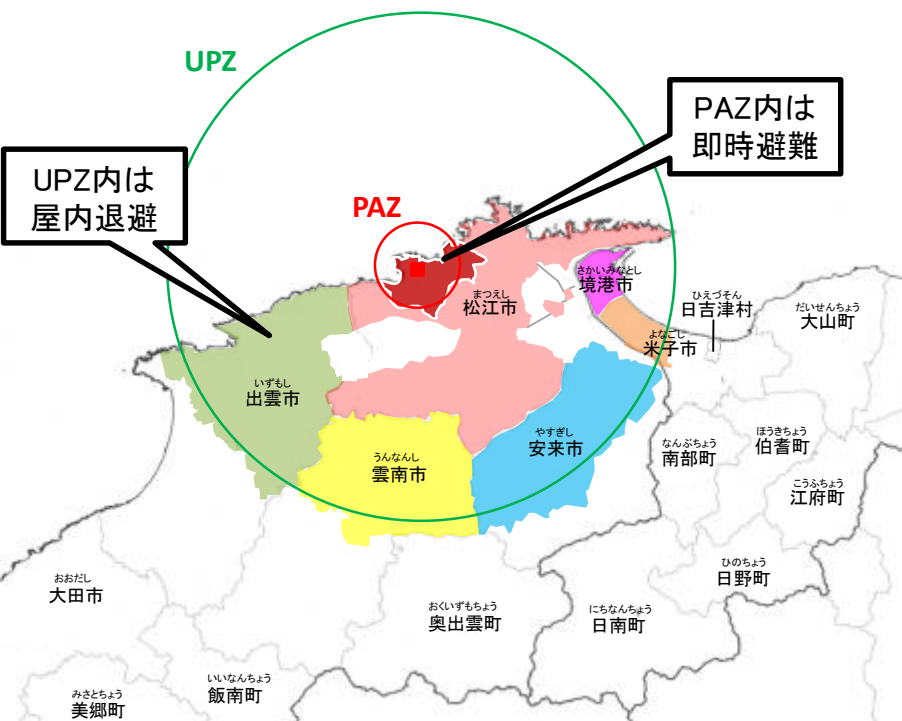 UPZ
PAZ内は
即時避難
UPZ内は
屋内退避
PAZ
さかいみなとし
境港市
ひえづそん
日吉津村
だいせんちょう
大山町
まつえし
松江市
よなごし
米子市
いずもし
出雲市
やすぎし
安来市
なんぶちょう
南部町
ほうきちょう
伯耆町
うんなんし
雲南市
こうふちょう
江府町
ひのちょう
日野町
おおだし
大田市
おくいずもちょう
奥出雲町
にちなんちょう
日南町
いいなんちょう
飯南町
みさとちょう
美郷町